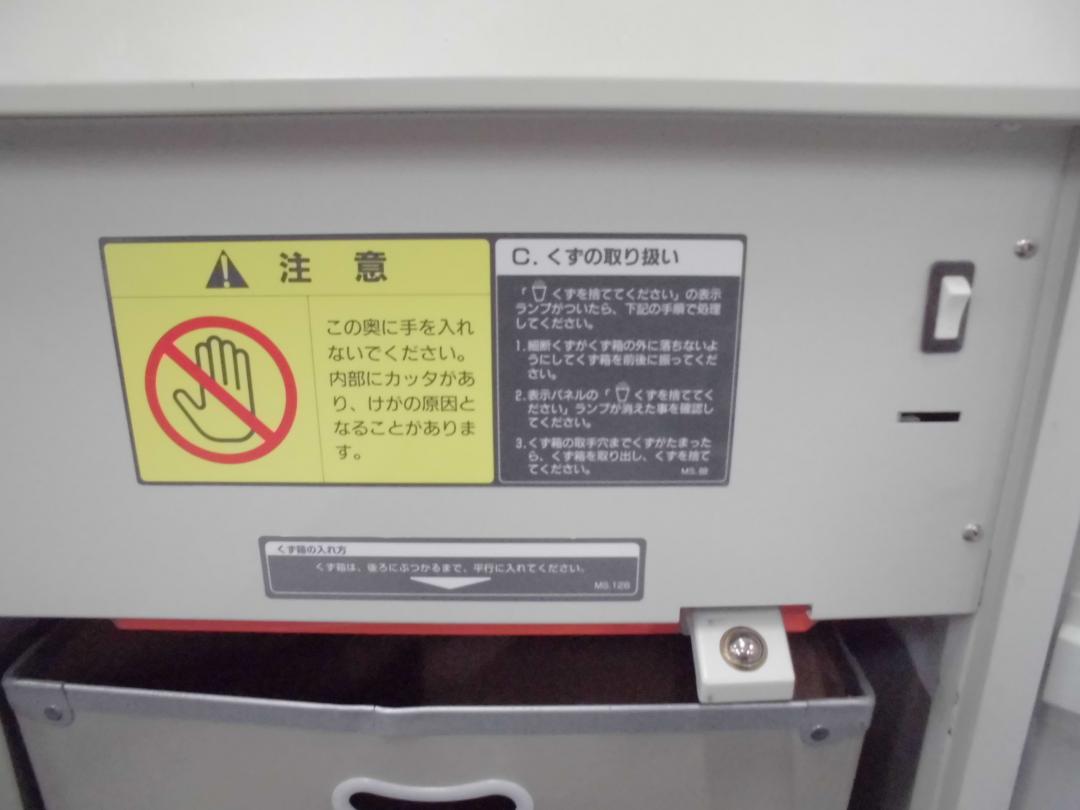 注 意
この奥に手を入れ
ないでください。
内部にカッタがあ
り、けがの原因と
なることがありま
す。
C. くずの取り扱い
「 くずを捨ててください」の表示
ランプがついたら、下記の手順で処理
してください。
1. 細断くずがくず箱の外に落ちないよ
うにしてくず箱を前後に振ってくだ
さい。
2. 表示パネルの「 くずを捨ててく
ださい」ランプが消えた事を確認し
てください。
3. くず箱の取手穴までくずがたまった
ら、くず箱を取り出し、くずを捨て
てください。
MS. 8B
くず箱の入れ方
くず箱は、後ろにぶつかるまで、平行に入れてください。
MS. 12B